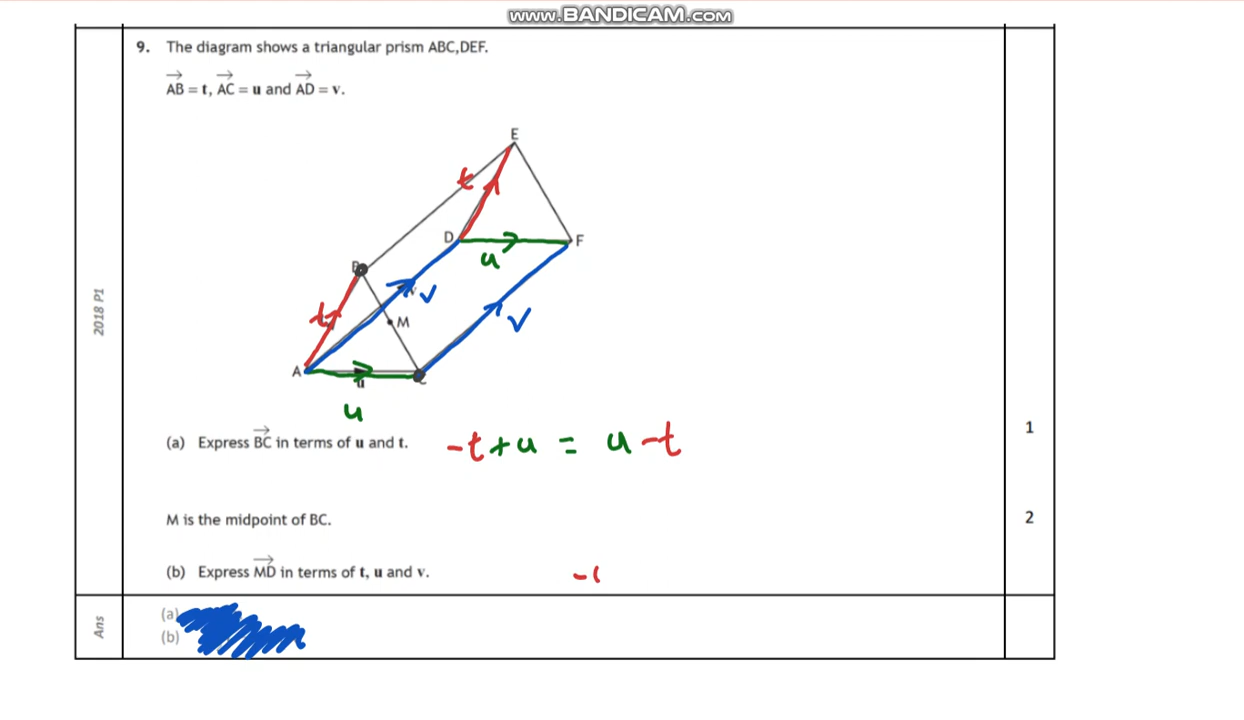 www.BANDICAM.com
9. The diagram shows a triangular prism ABC,DEF.
AB = t, AC = u and AD = v.
E
t
D
F
u
v
t
M
v
A
u
u
(a) Express BC in terms of u and t. -t+u = u-t
1
M is the midpoint of BC.
2
(b) Express MD in terms of t, u and v.
2018 P1
Ans
(a)
(b)